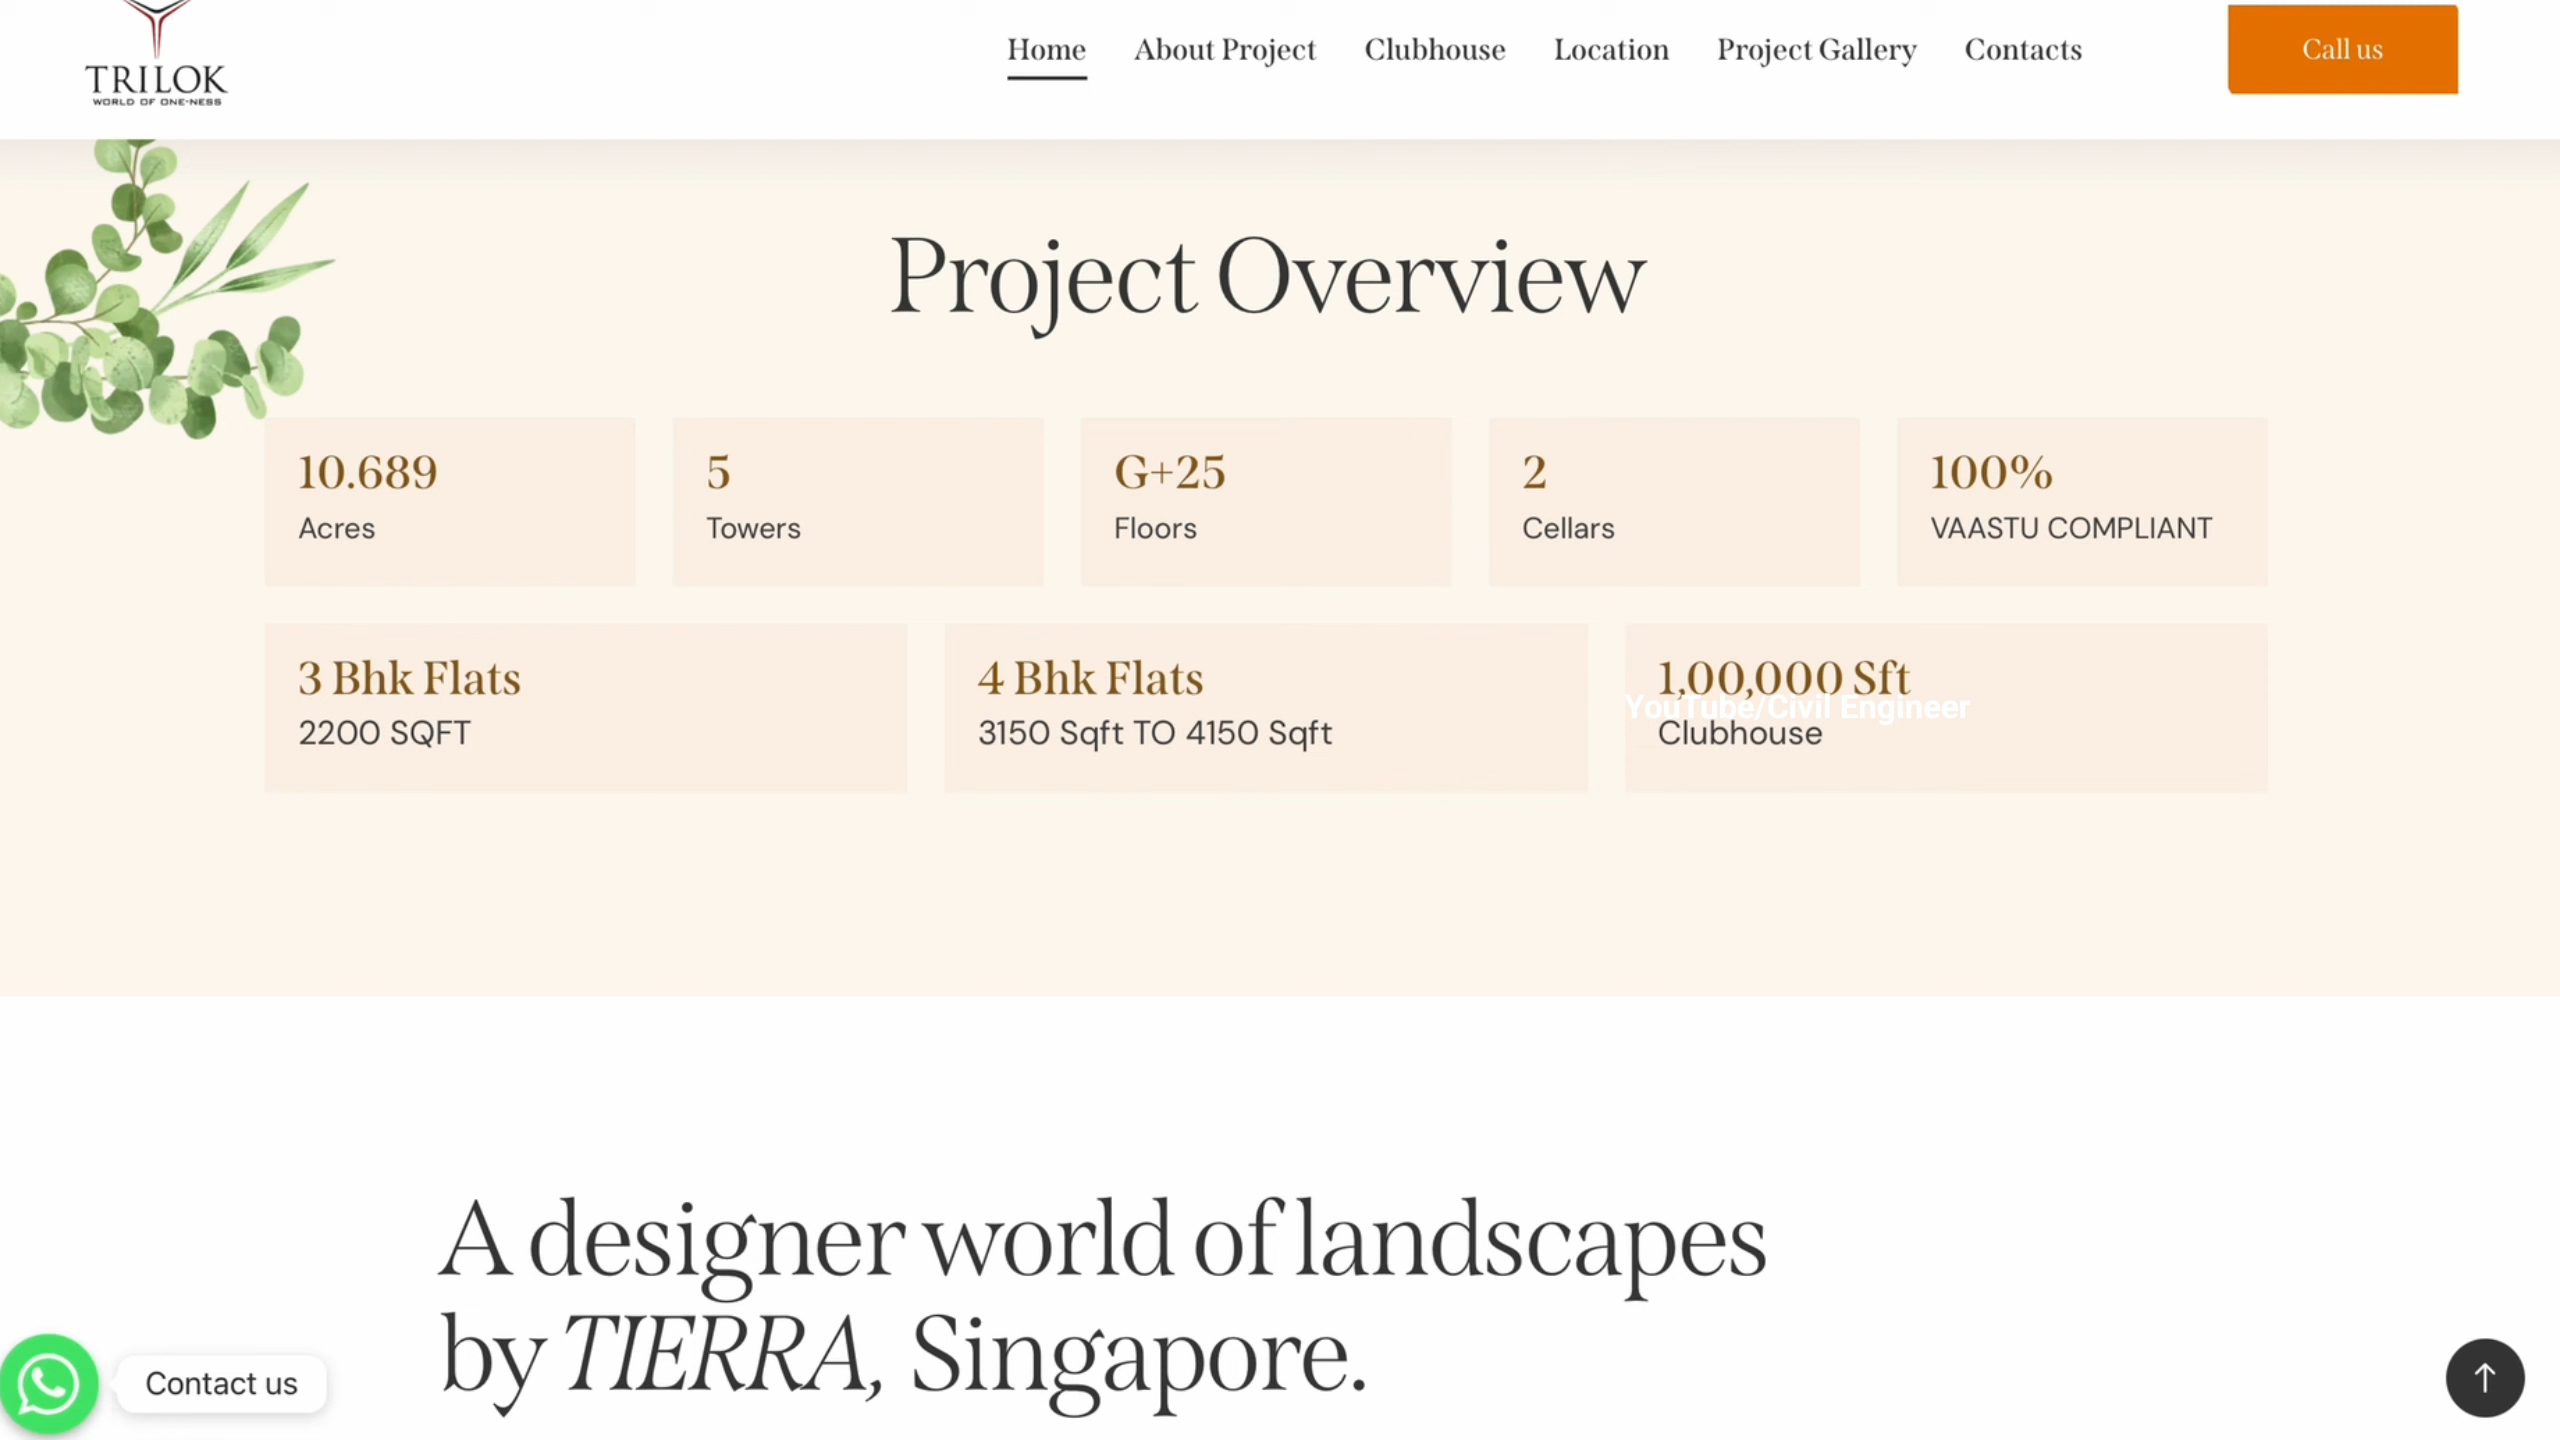 TRILOK
WORLD OF ONE-NESS
Home About Project Clubhouse Location Project Gallery Contacts Call us
Project Overview
10.689
Acres
5
Towers
G+25
Floors
2
Cellars
100%
VAASTU COMPLIANT
3 Bhk Flats
2200 SQFT
4 Bhk Flats
3150 Sqft TO 4150 Sqft
1,00,000 Sft
YouTube/Civil Engineer
Clubhouse
A designer world of landscapes
by TIERRA, Singapore.
Contact us